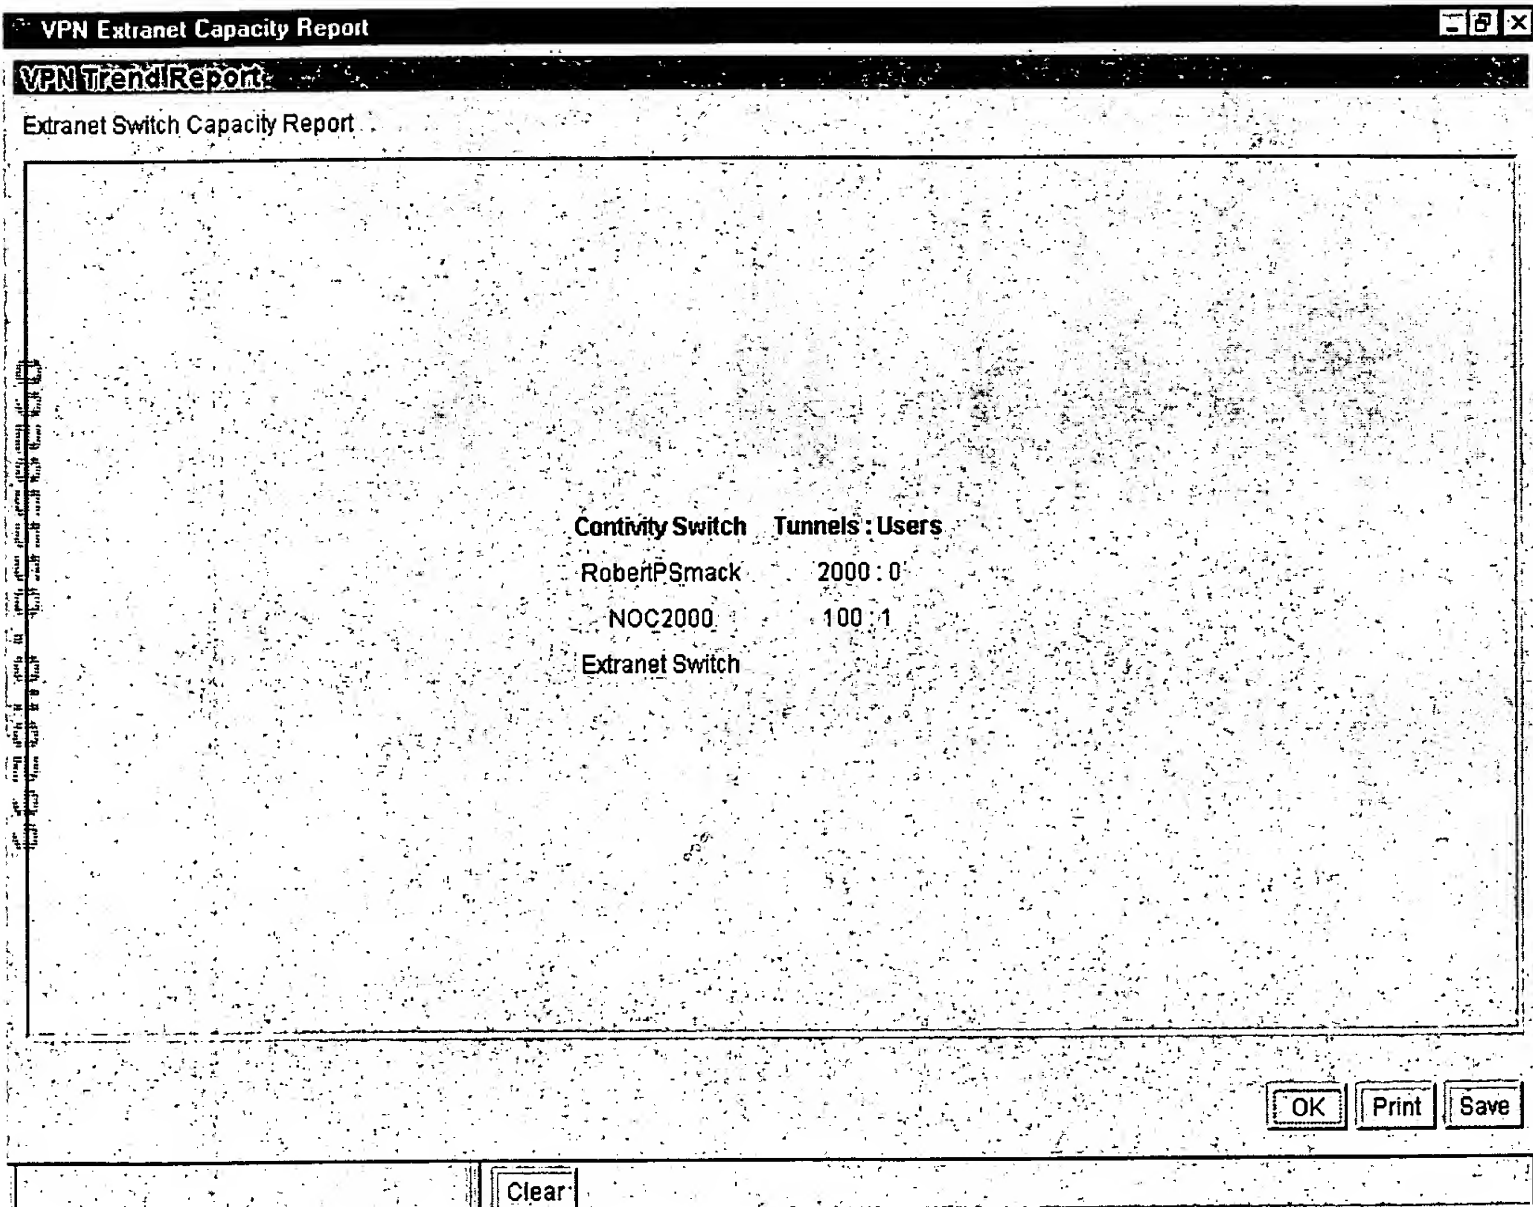 VPN Extranet Capacity Report
VPN Trend Report
Extranet Switch Capacity Report
Contivity Switch Tunnels : Users
RobertPSmack 2000 : 0
NOC2000 100 : 1
Extranet Switch
OK Print Save
Clear